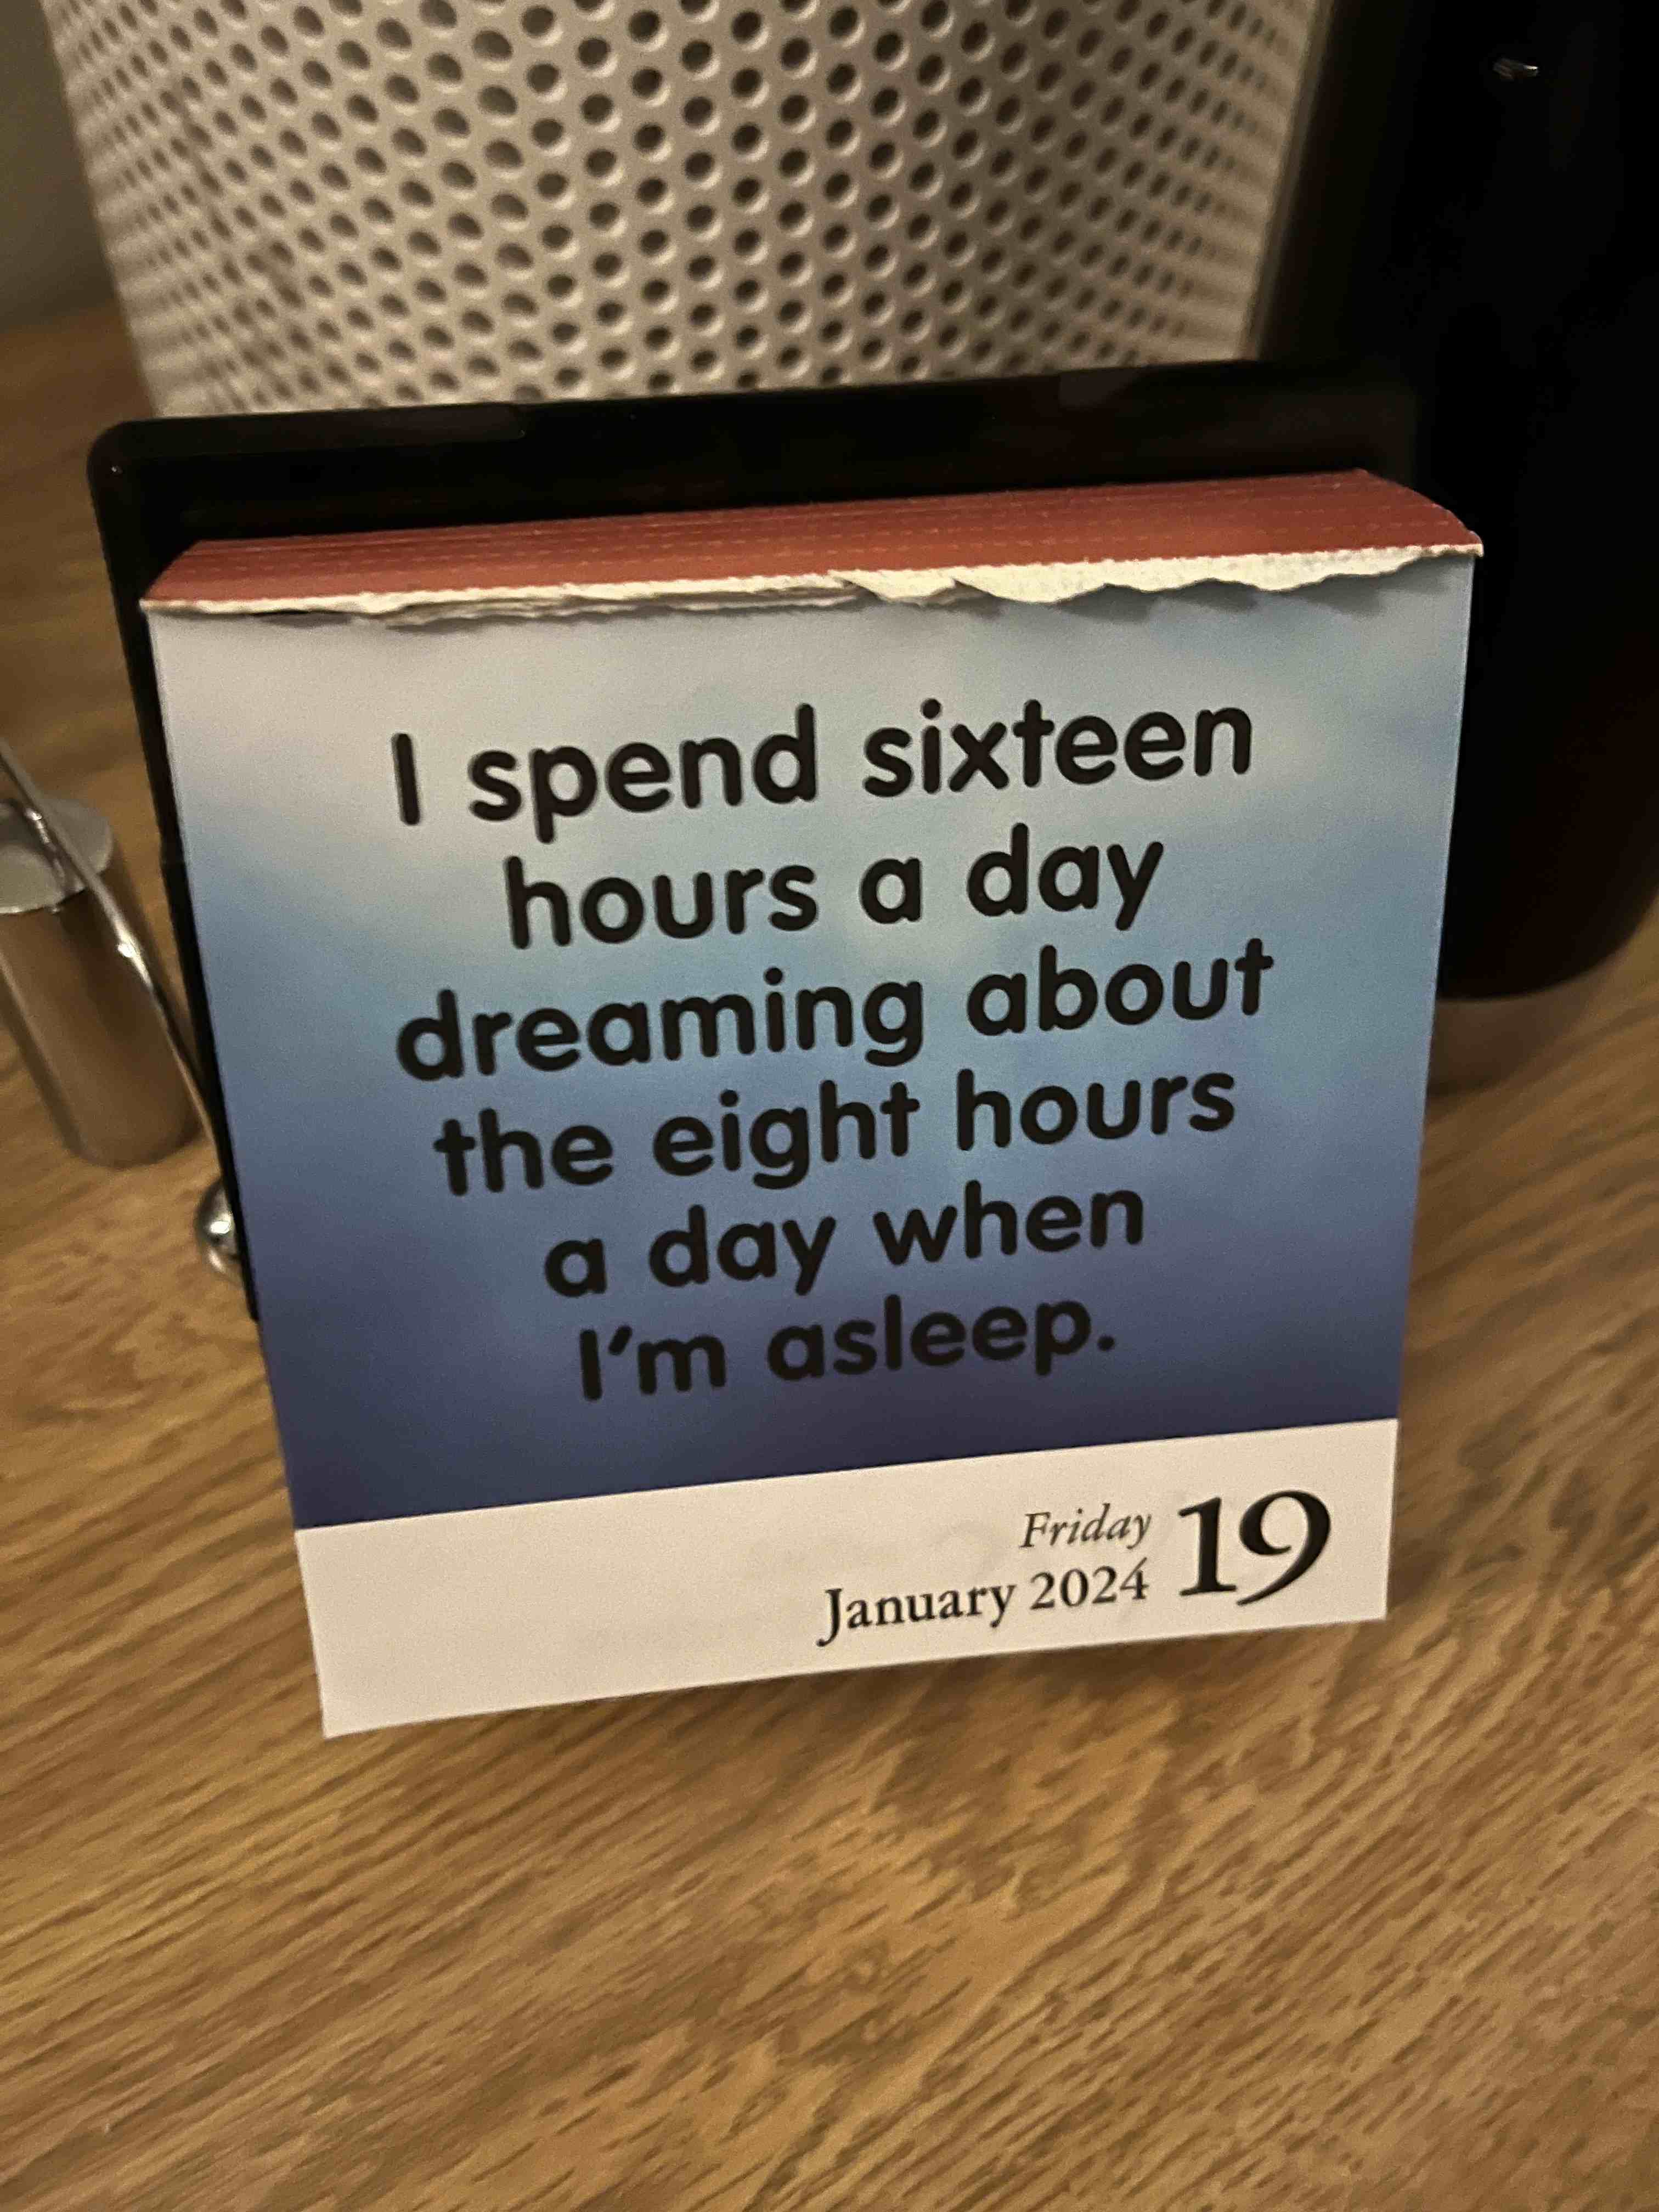 I spend sixteen
hours a day
dreaming about
the eight hours
a day when
I'm asleep.
Friday 19
January 2024